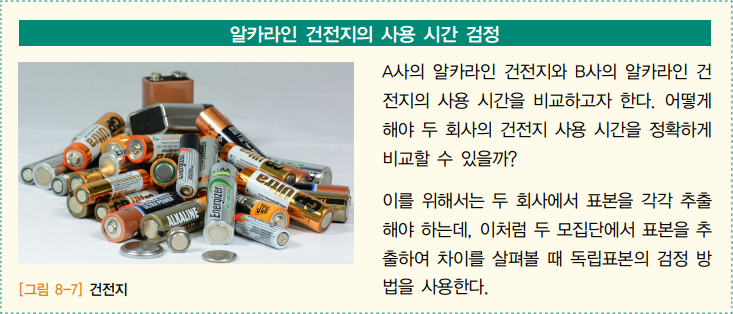 알카라인 건전지의 사용 시간 검정
A사의 알카라인 건전지와 B사의 알카라인 건
전지의 사용 시간을 비교하고자 한다. 어떻게
해야 두 회사의 건전지 사용 시간을 정확하게
비교할 수 있을까?
이를 위해서는 두 회사에서 표본을 각각 추출
해야 하는데, 이처럼 두 모집단에서 표본을 추
출하여 차이를 살펴볼 때 독립표본의 검정 방
법을 사용한다.
ultra
Energizer
AA
ALKALINE
ultra
JCB
[그림 8-7] 건전지